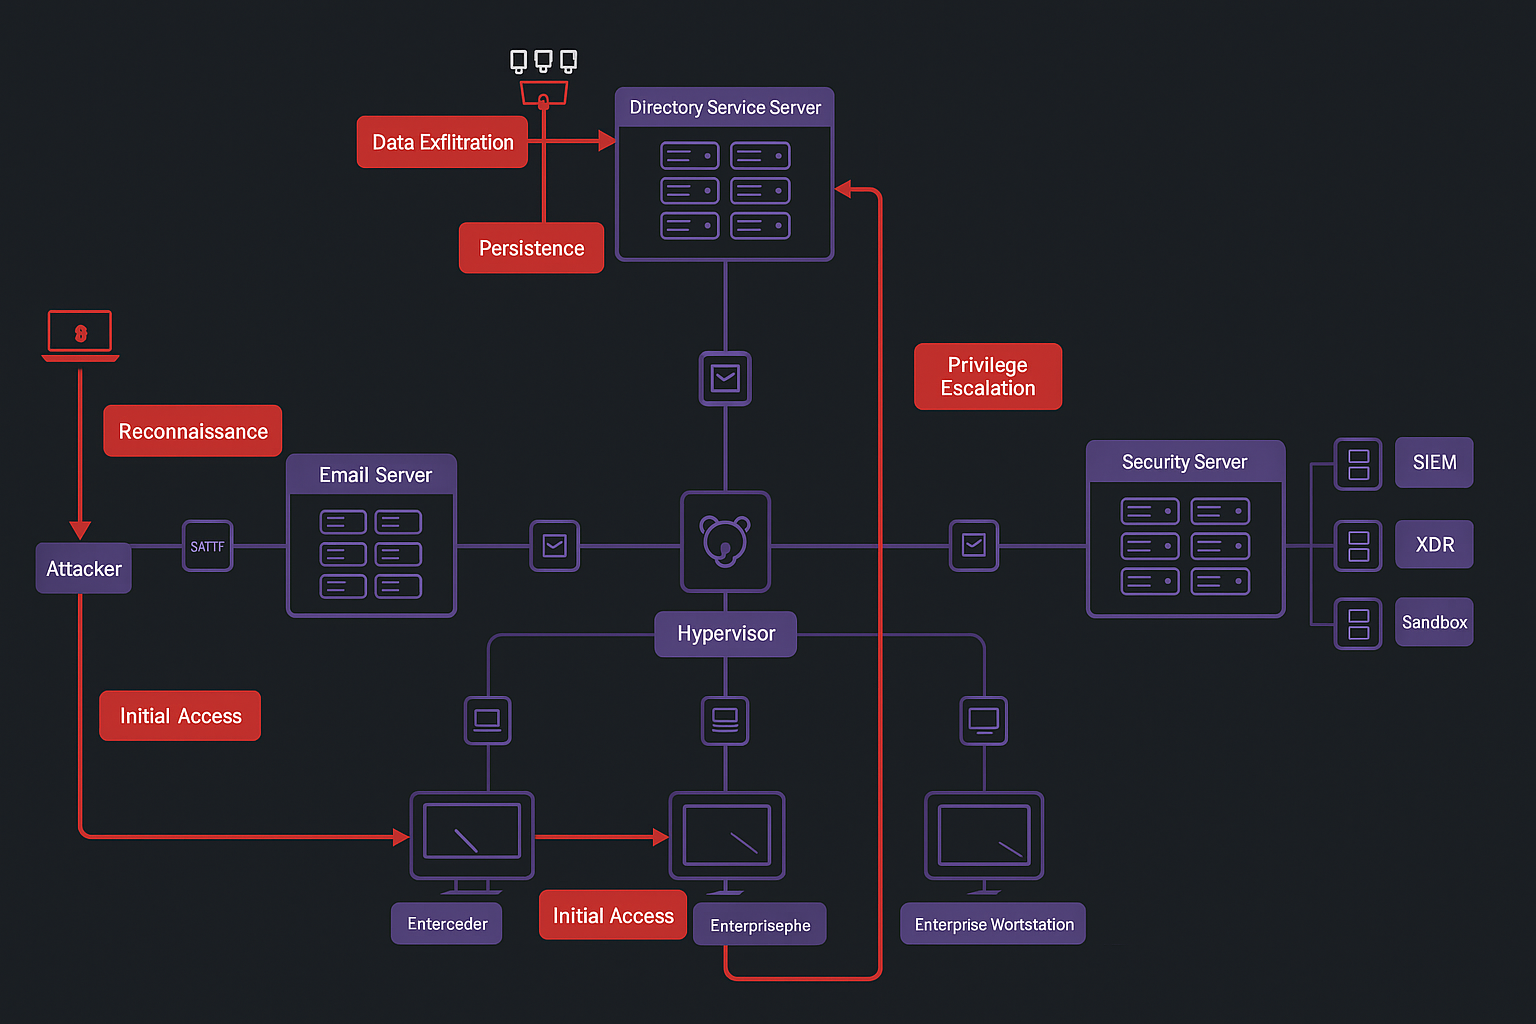 Directory Service Server
Data Exflitration
Persistence
Privilege
Escalation
Reconnaissance
Email Server
Security Server
SIEM
SATTF
XDR
Attacker
Sandbox
Hypervisor
Initial Access
Initial Access
Enterceder
Enterprisephe
Enterprise Wortstation